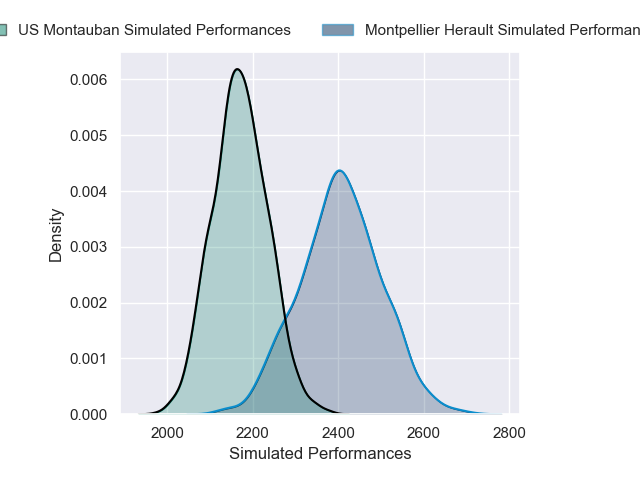 US Montauban Simulated Performances Montpellier Herault Simulated Performan
0.006
0.005
0.004
0.003
0.002
0.001
0.000
Density
2000 2200 2400 2600 2800
Simulated Performances